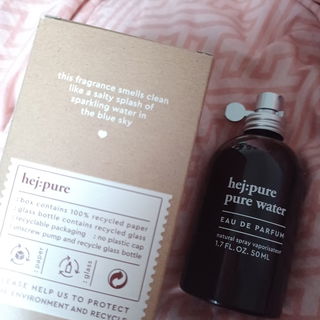 this fragrance smells clean
like a salty splash of
sparkling water in
the blue sky
hej:pure
: box contains 100% recycled paper
: glass bottle contains recycled glass
: recyclable packaging : no plastic cap
: unscrew pump and recycle glass bottle
: paper
: glass
PLEASE HELP US TO PROTECT
THE ENVIRONMENT AND RECYCLE
hej:pure
pure water
EAU DE PARFUM
natural spray vaporisateur
1.7 FL. OZ. 50 ML